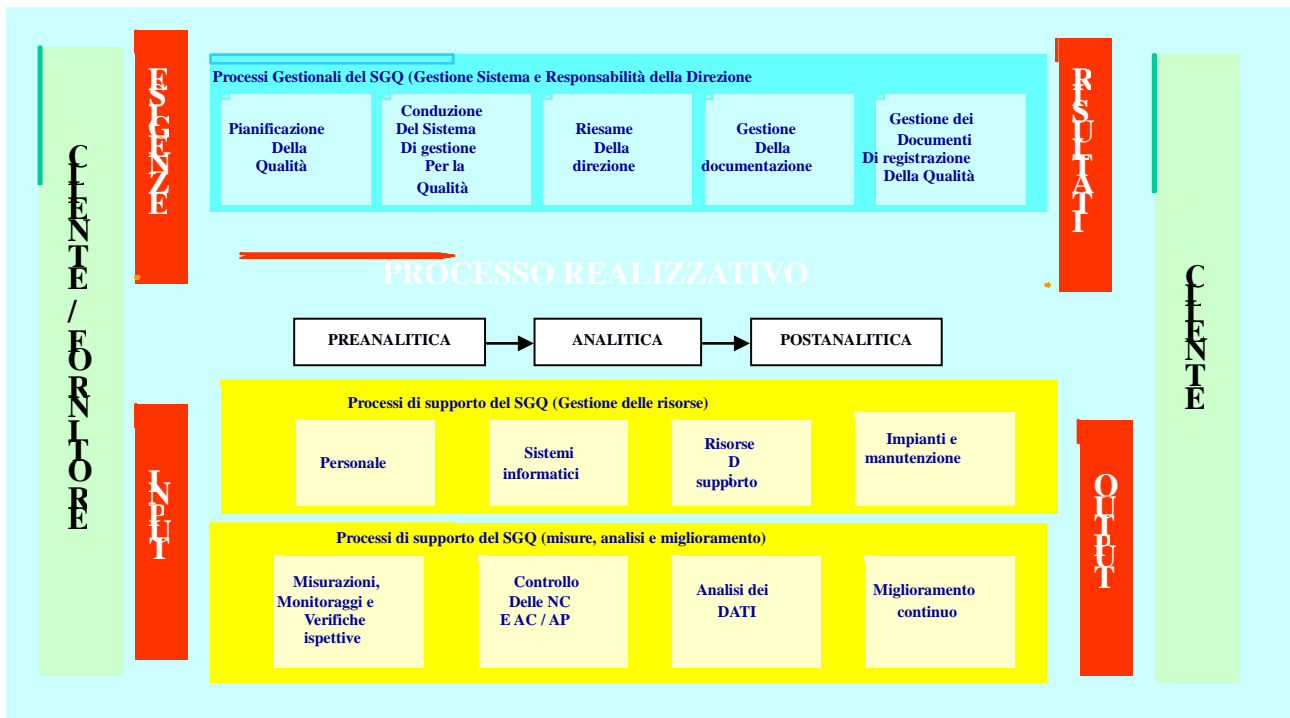 CLIENTE / FORNITORE
ESIGENZE
Processi Gestionali del SGQ (Gestione Sistema e Responsabilità della Direzione
Pianificazione
Della
Qualità
Conduzione
Del Sistema
Di gestione
Per la
Qualità
Riesame
Della
direzione
Gestione
Della
documentazione
Gestione dei
Documenti
Di registrazione
Della Qualità
RISULTATI
CLIENTE
PROCESSO REALIZZATIVO
PREANALITICA
ANALITICA
POSTANALITICA
INPUT
Processi di supporto del SGQ (Gestione delle risorse)
Personale
Sistemi
informatici
Risorse
Di
supporto
Impianti e
manutenzione
OUTPUT
Processi di supporto del SGQ (misure, analisi e miglioramento)
Misurazioni,
Monitoraggi e
Verifiche
ispettive
Controllo
Delle NC
E AC / AP
Analisi dei
DATI
Miglioramento
continuo